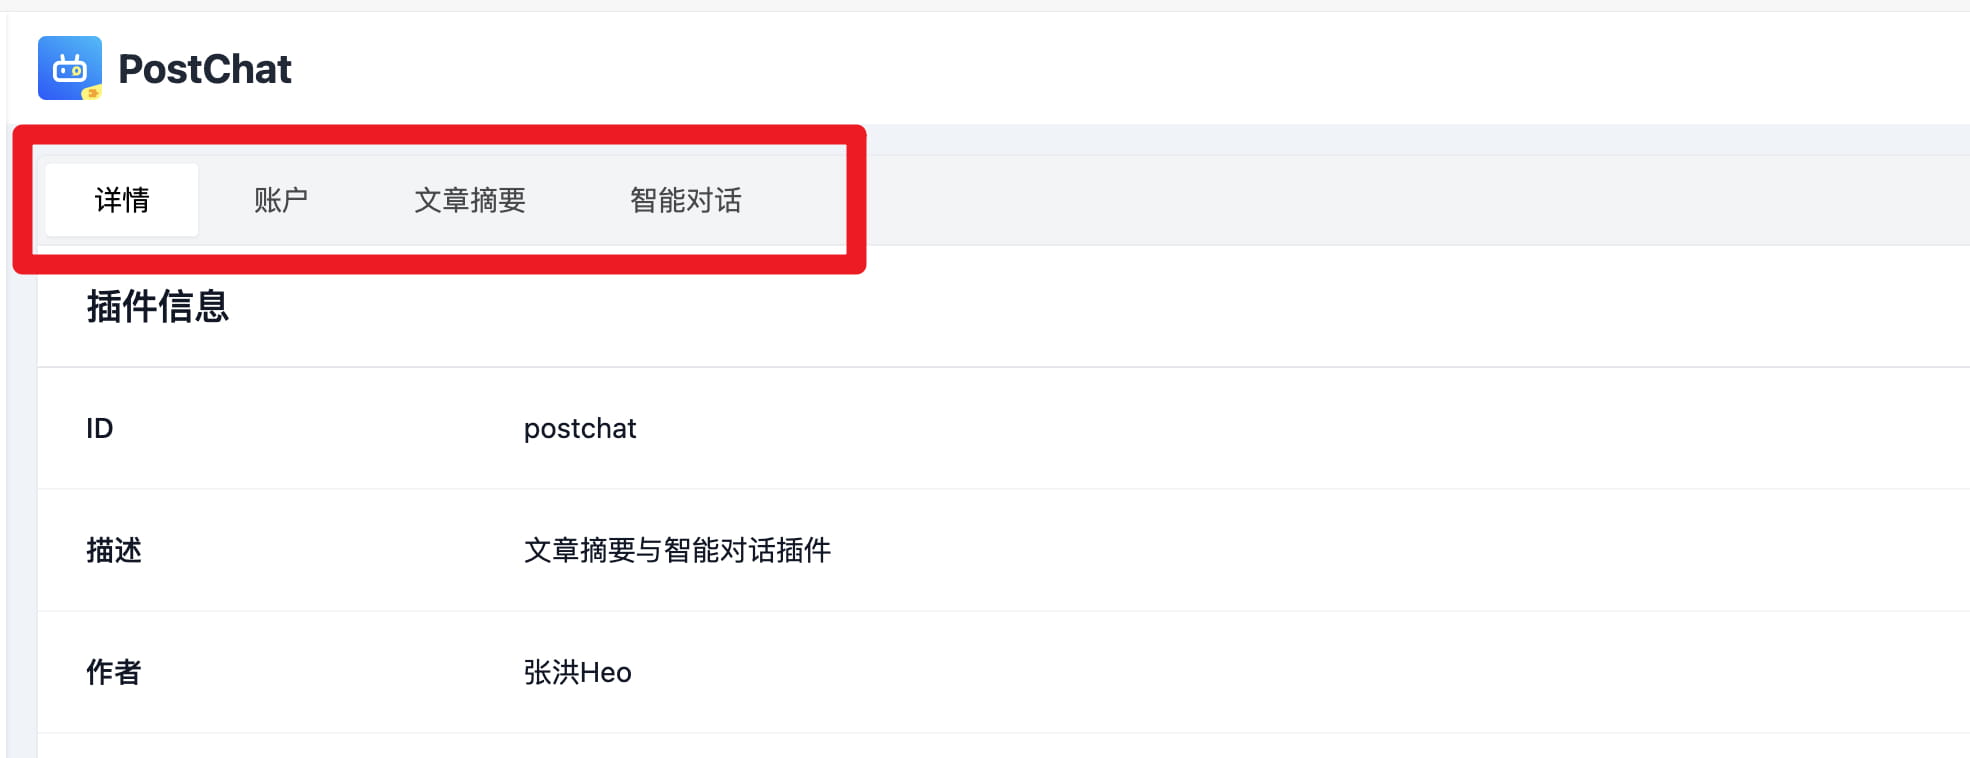 PostChat
详情 账户 文章摘要 智能对话
插件信息
ID postchat
描述 文章摘要与智能对话插件
作者 张洪Heo